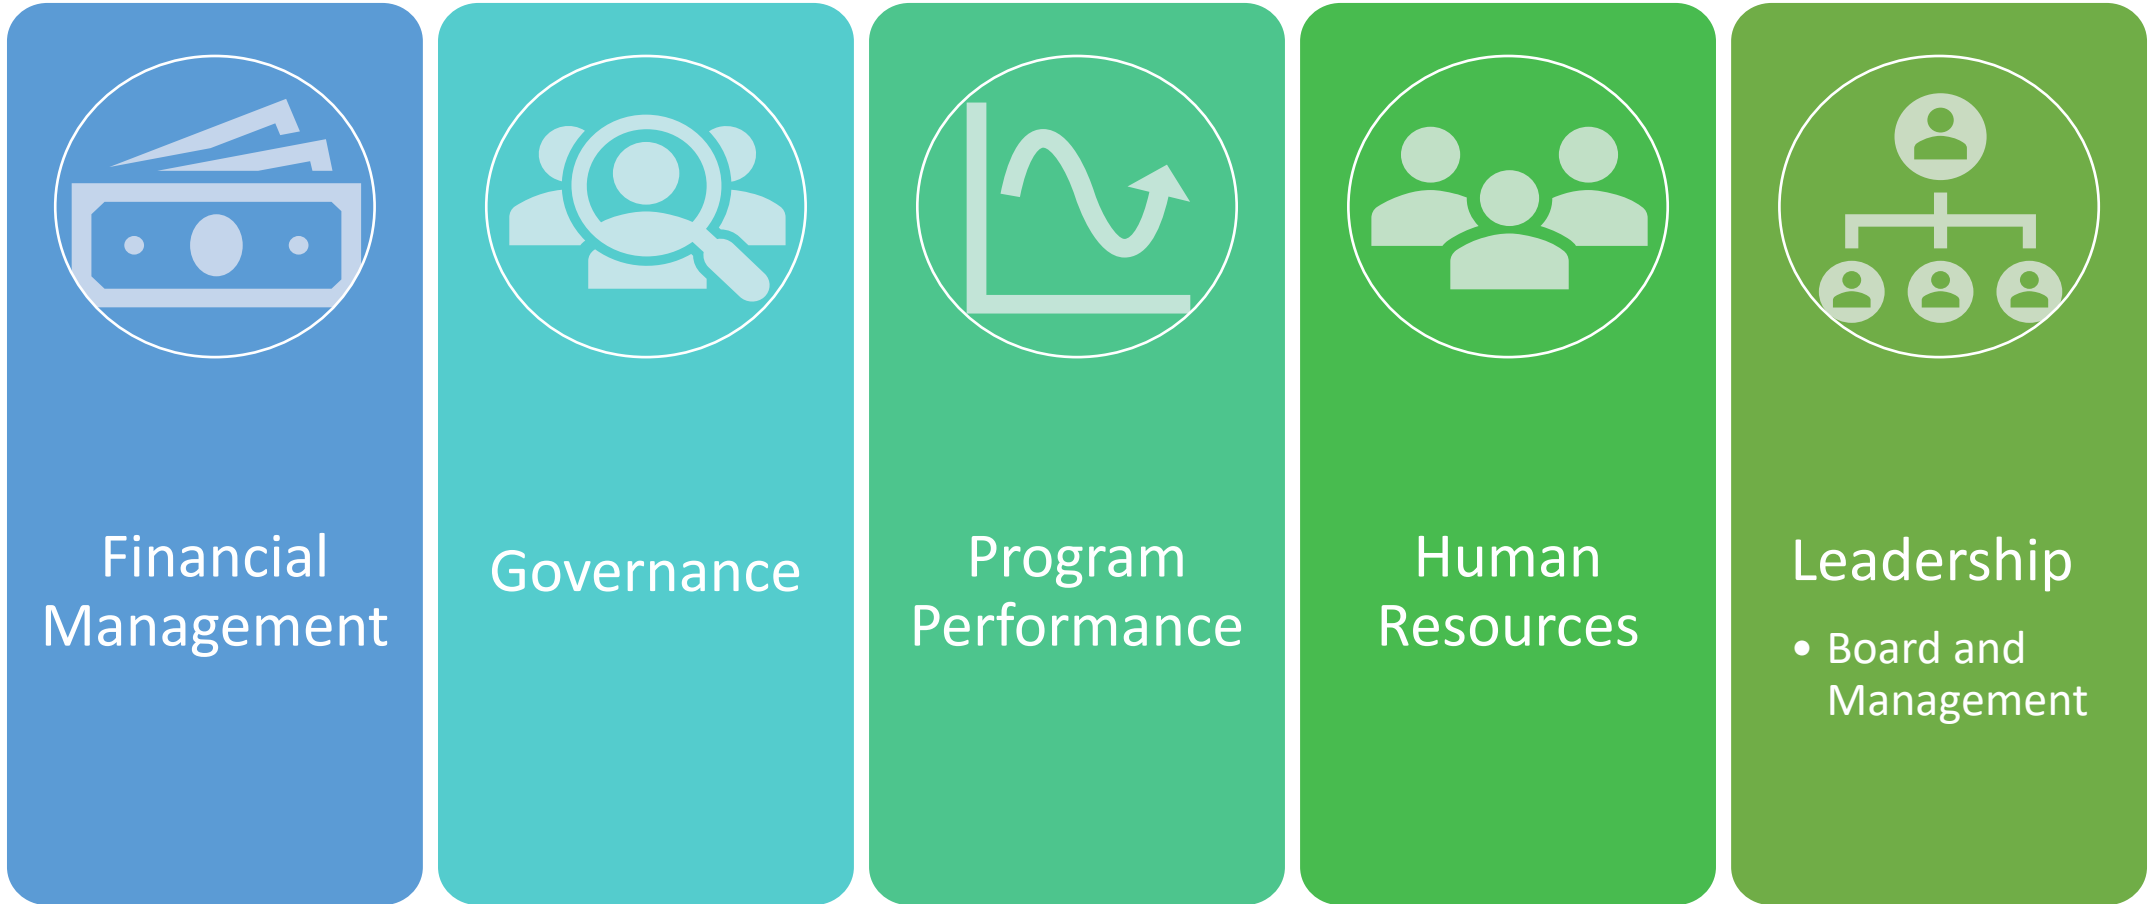 Financial
Management
Governance
Program
Performance
Human
Resources
Leadership
• Board and
Management